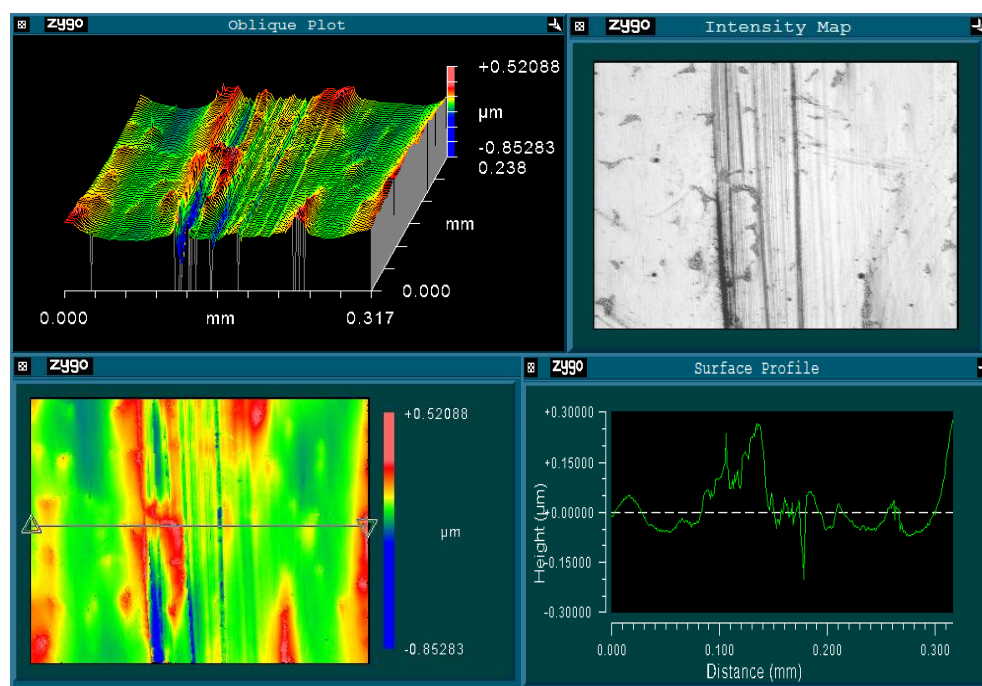 zygo Oblique Plot
+0.52088
µm
-0.85283
0.238
mm
0.000
0.000 mm 0.317
zygo Intensity Map
zygo
+0.52088
µm
-0.85283
zygo Surface Profile
+0.30000
+0.15000
+0.00000
-0.15000
-0.30000
Height (µm)
0.000 0.100 0.200 0.300
Distance (mm)